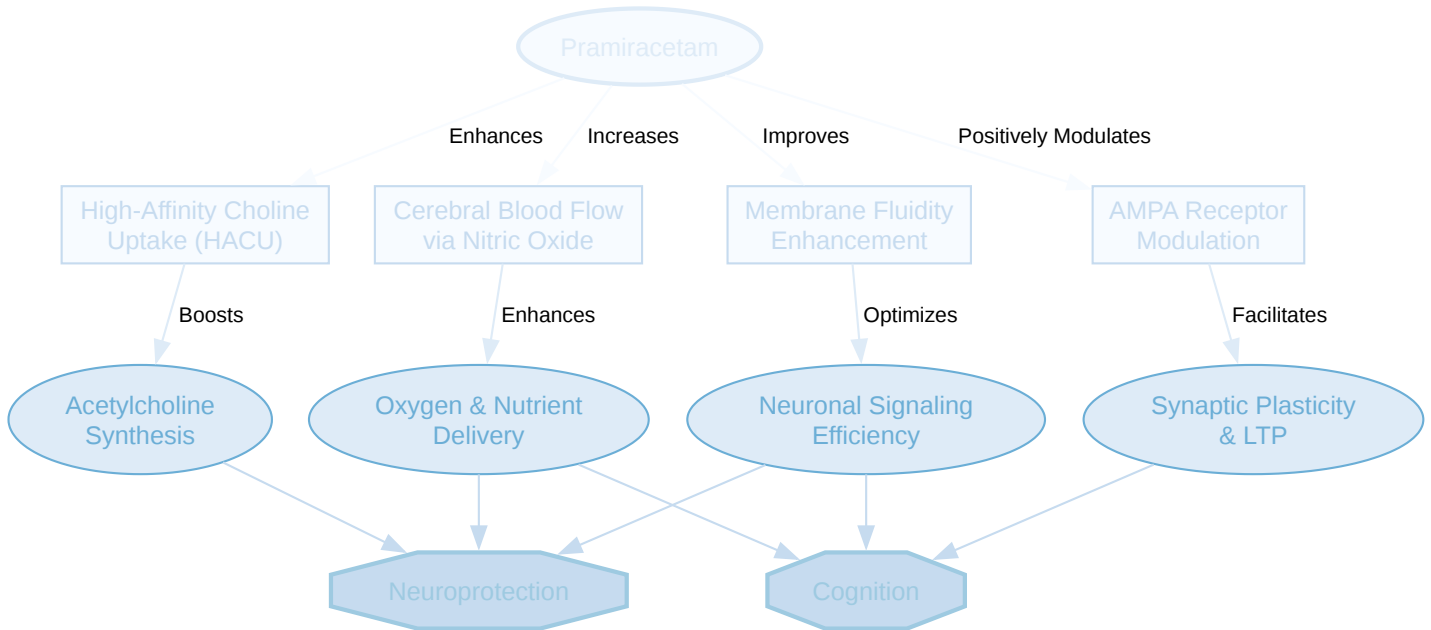 Pramiracetam
Enhances
Increases
Improves
Positively Modulates
High-Affinity Choline
Uptake (HACU)
Cerebral Blood Flow
via Nitric Oxide
Membrane Fluidity
Enhancement
AMPA Receptor
Modulation
Boosts
Enhances
Optimizes
Facilitates
Acetylcholine
Synthesis
Oxygen & Nutrient
Delivery
Neuronal Signaling
Efficiency
Synaptic Plasticity
& LTP
Neuroprotection
Cognition